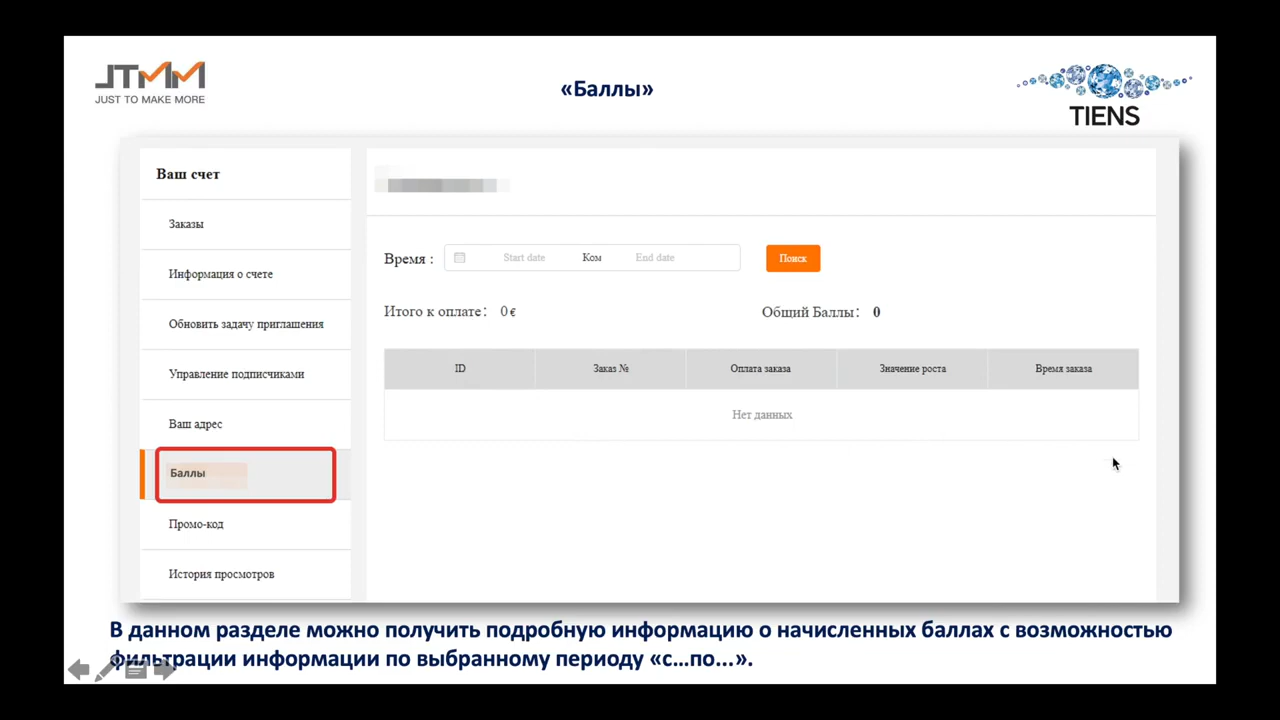 JTMM
JUST TO MAKE MORE
«Баллы»
TIENS
Ваш счет
Заказы
Информация о счете
Обновить задачу приглашения
Управление подписчиками
Ваш адрес
Баллы
Промо-код
История просмотров
Время :
Start date
Ком
End date
Поиск
Итого к оплате: 0€
Общий Баллы: 0
ID
Заказ №
Оплата заказа
Значение роста
Время заказа
Нет данных
В данном разделе можно получить подробную информацию о начисленных баллах с возможностью
фильтрации информации по выбранному периоду «с...по...».